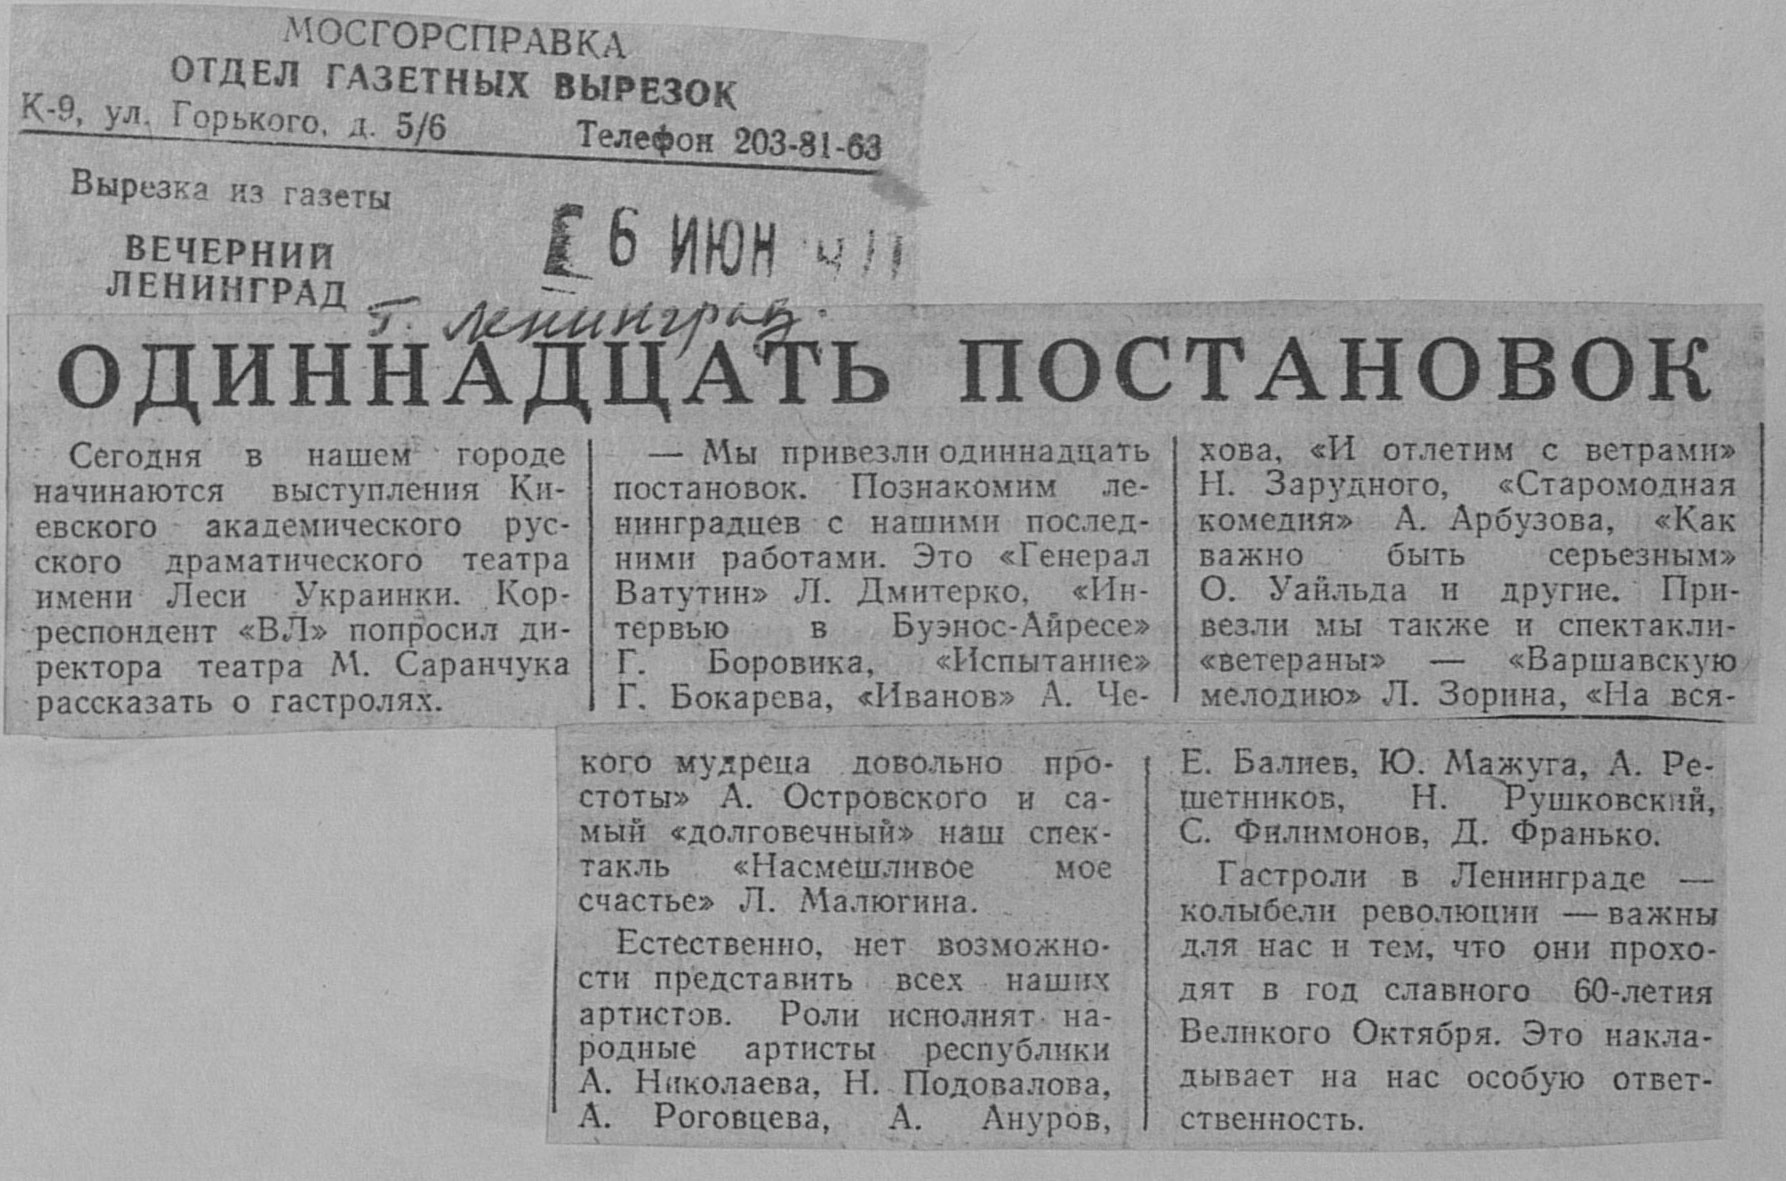 МОСГОРСПРАВКА
ОТДЕЛ ГАЗЕТНЫХ ВЫРЕЗОК
К-9, ул. Горького, д. 5/6 Телефон 203-81-63
Вырезка из газеты
ВЕЧЕРНИЙ
ЛЕНИНГРАД
6 ИЮН
г. Ленинград.
ОДИННАДЦАТЬ ПОСТАНОВОК
Сегодня в нашем городе
начинаются выступления Ки-
евского академического рус-
ского драматического театра
имени Леси Украинки. Кор-
респондент «ВЛ» попросил ди-
ректора театра М. Саранчука
рассказать о гастролях.
— Мы привезли одиннадцать
постановок. Познакомим ле-
нинградцев с нашими послед-
ними работами. Это «Генерал
Ватутин» Л. Дмитерко, «Ин-
тервью в Буэнос-Айресе»
Г. Боровика, «Испытание»
Г. Бокарева, «Иванов» А. Че-
хова, «И отлетим с ветрами»
Н. Зарудного, «Старомодная
комедия» А. Арбузова, «Как
важно быть серьезным»
О. Уайльда и другие. При-
везли мы также и спектакли-
«ветераны» — «Варшавскую
мелодию» Л. Зорина, «На вся-
кого мудреца довольно про-
стоты» А. Островского и са-
мый «долговечный» наш спек-
такль «Насмешливое мое
счастье» Л. Малюгина.
Естественно, нет возможно-
сти представить всех наших
артистов. Роли исполнят на-
родные артисты республики
А. Николаева, Н. Подовалова,
А. Роговцева, А. Ануров,
Е. Балиев, Ю. Мажуга, А. Ре-
шетников, Н. Рушковский,
С. Филимонов, Д. Франько.
Гастроли в Ленинграде —
колыбели революции — важны
для нас и тем, что они прохо-
дят в год славного 60-летия
Великого Октября. Это накла-
дывает на нас особую ответ-
ственность.